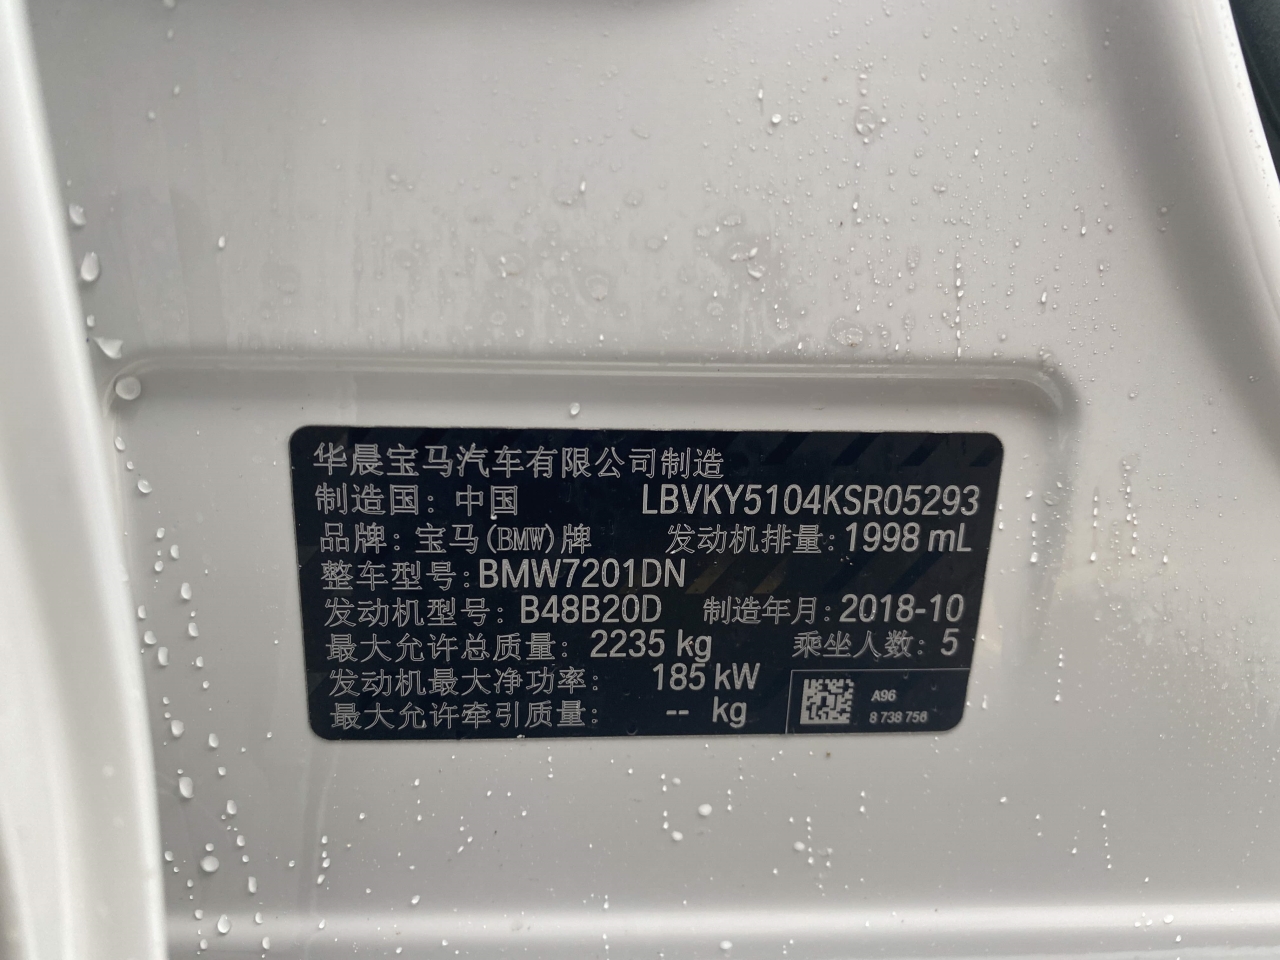 华晨宝马汽车有限公司制造
制造国：中国 LBVKY5104KSR05293
品牌：宝马(BMW)牌 发动机排量：1998 mL
整车型号：BMW7201DN
发动机型号：B48B20D 制造年月：2018-10
最大允许总质量：2235 kg 乘坐人数：5
发动机最大净功率：185 kW
最大允许牵引质量：-- kg
A96
8 738 756